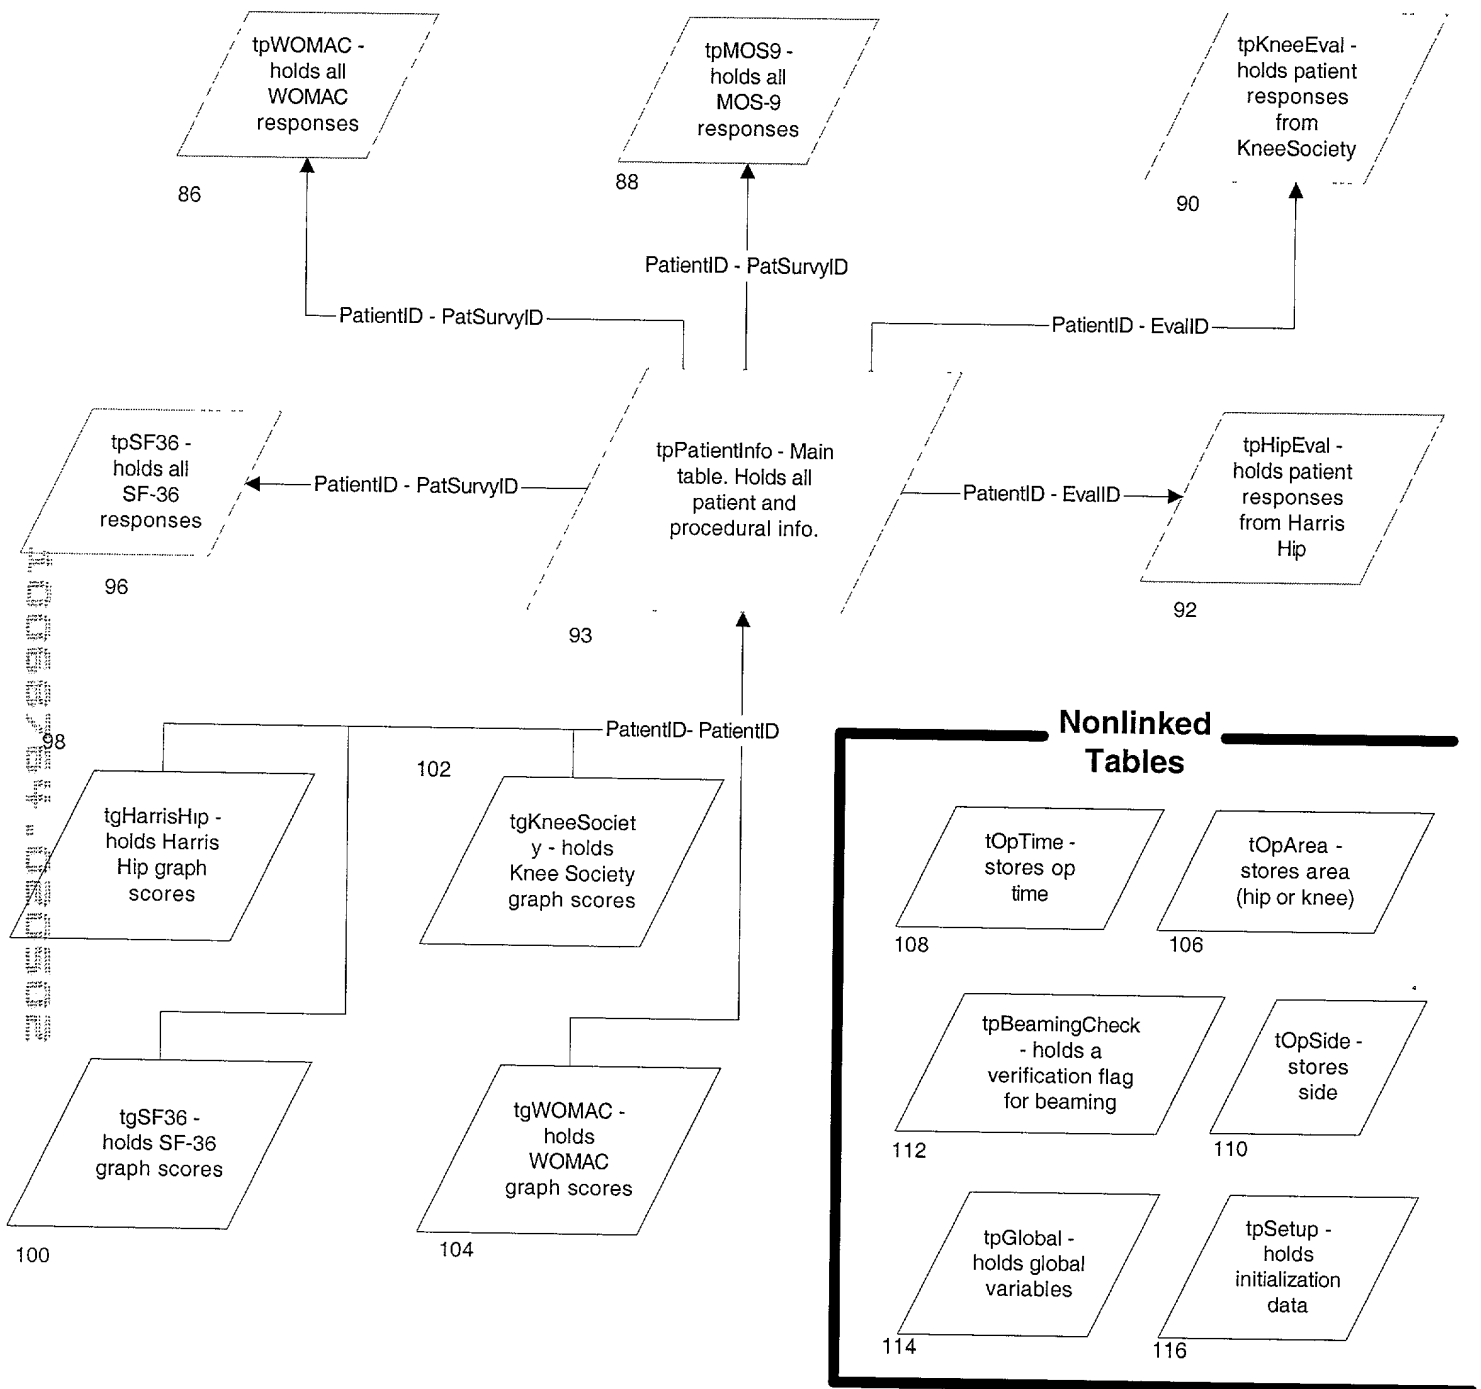 tpWOMAC -
holds all
WOMAC
responses
86
tpMOS9 -
holds all
MOS-9
responses
88
tpKneeEval -
holds patient
responses
from
KneeSociety
90
PatientID - PatSurvyID
PatientID - PatSurvyID
PatientID - EvalID
tpSF36 -
holds all
SF-36
responses
96
PatientID - PatSurvyID
tpPatientInfo - Main
table. Holds all
patient and
procedural info.
93
PatientID - EvalID
tpHipEval -
holds patient
responses
from Harris
Hip
92
PatientID- PatientID
98
tgHarrisHip -
holds Harris
Hip graph
scores
102
tgKneeSociet
y - holds
Knee Society
graph scores
tgSF36 -
holds SF-36
graph scores
100
tgWOMAC -
holds
WOMAC
graph scores
104
Nonlinked
Tables
tOpTime -
stores op
time
108
tOpArea -
stores area
(hip or knee)
106
tpBeamingCheck
- holds a
verification flag
for beaming
112
tOpSide -
stores
side
110
tpGlobal -
holds global
variables
114
tpSetup -
holds
initialization
data
116